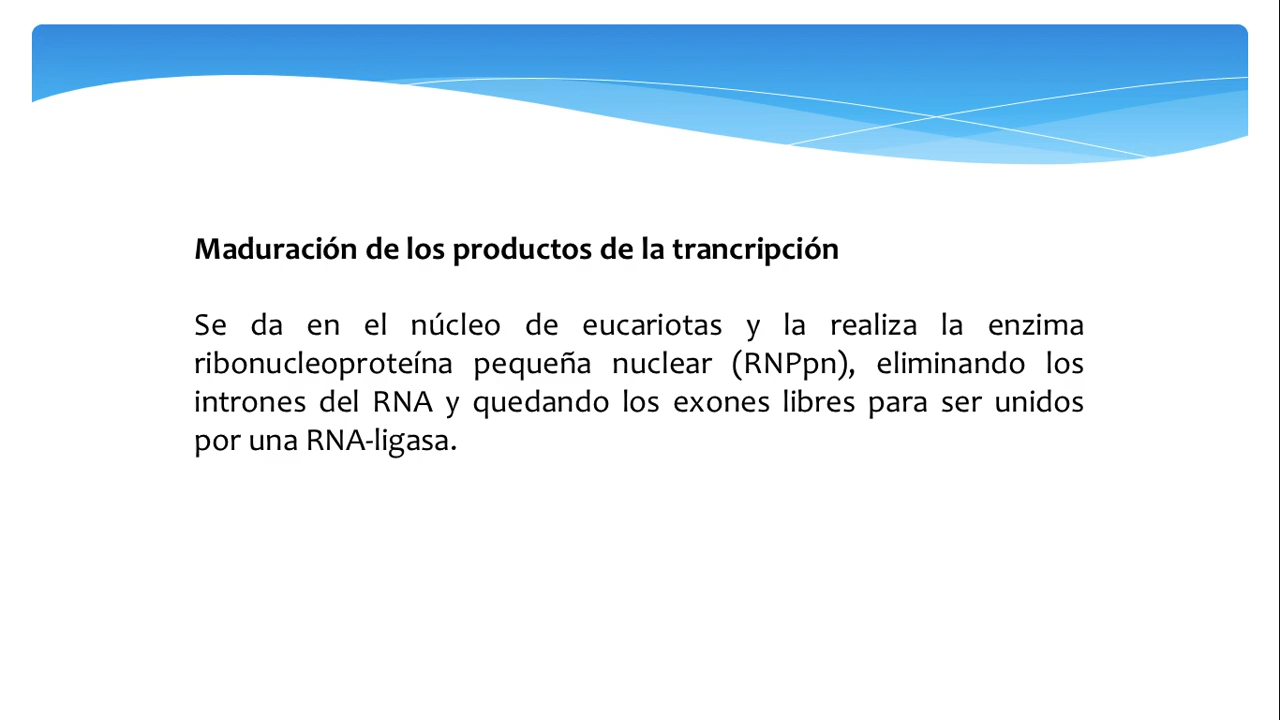 Maduración de los productos de la trancripción
Se da en el núcleo de eucariotas y la realiza la enzima
ribonucleoproteína pequeña nuclear (RNPpn), eliminando los
intrones del RNA y quedando los exones libres para ser unidos
por una RNA-ligasa.